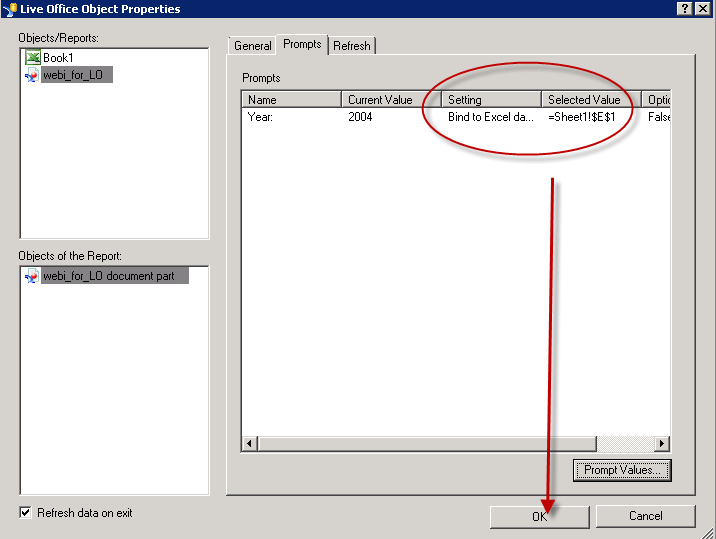 Live Office Object Properties
Objects/Reports:
Book1
webi_for_LO
Objects of the Report:
webi_for_LO document part
Refresh data on exit
General Prompts Refresh
Prompts
Name Current Value Setting Selected Value Optic
Year: 2004 Bind to Excel da... =Sheet1!$E$1 False
Prompt Values...
OK Cancel